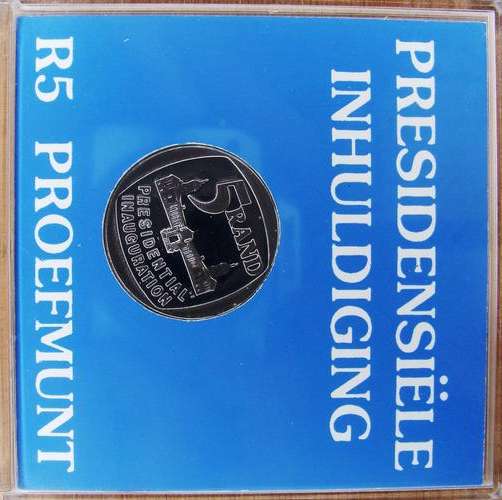 PRESIDENSIËLE
INHULDIGING
5 RAND
PRESIDENTIAL
INAUGURATION
R5 PROEFMUNT